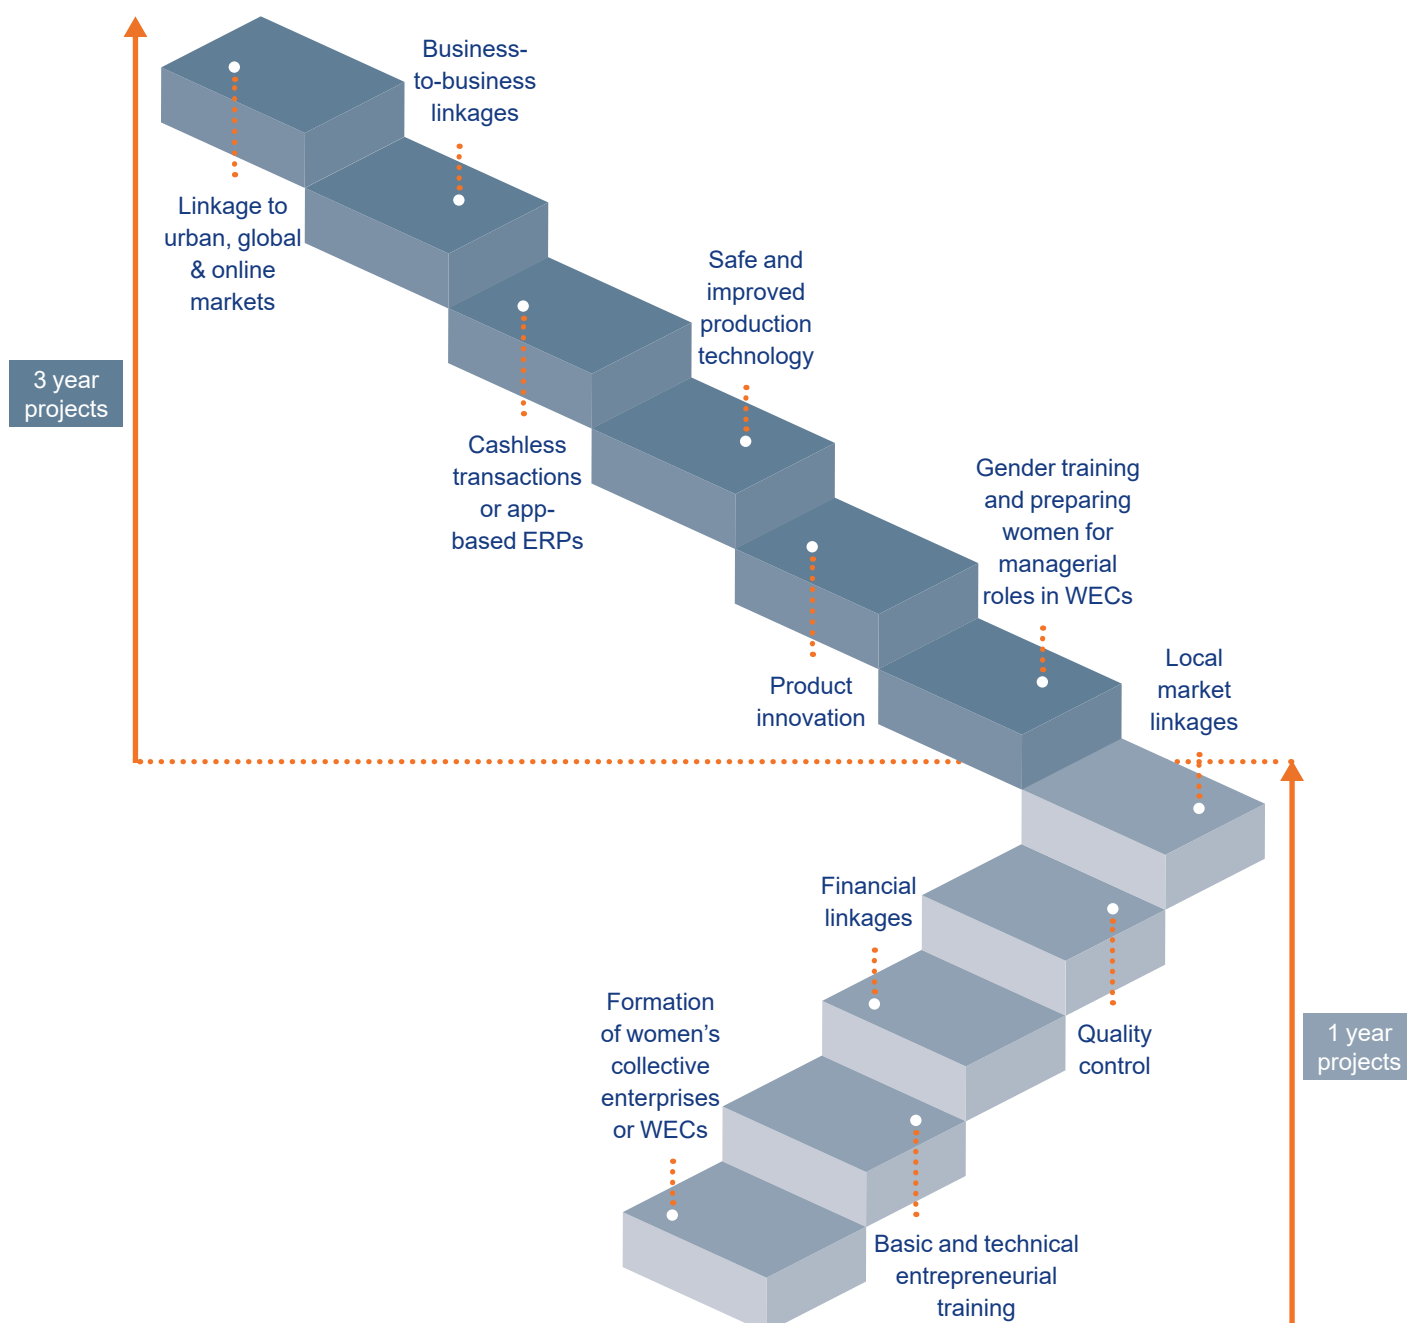 Business-
to-business
linkages
Linkage to
urban, global
& online
markets
Safe and
improved
production
technology
3 year
projects
Cashless
transactions
or app-
based ERPs
Gender training
and preparing
women for
managerial
roles in WECs
Product
innovation
Local
market
linkages
Financial
linkages
Formation
of women’s
collective
enterprises
or WECs
Quality
control
1 year
projects
Basic and technical
entrepreneurial
training